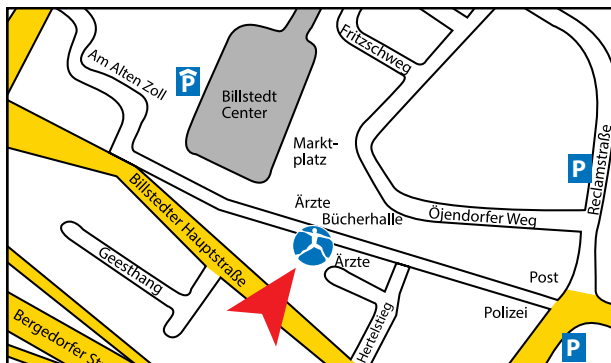 Fritzschweg
Am Alten Zoll
P
Billstedt
Center
Markt-
platz
P
Reclamstraße
Ärzte
Bücherhalle
Öjendorfer Weg
Billstedter Hauptstraße
Geesthang
Ärzte
Post
Hertelstieg
Polizei
Bergedorfer St
P